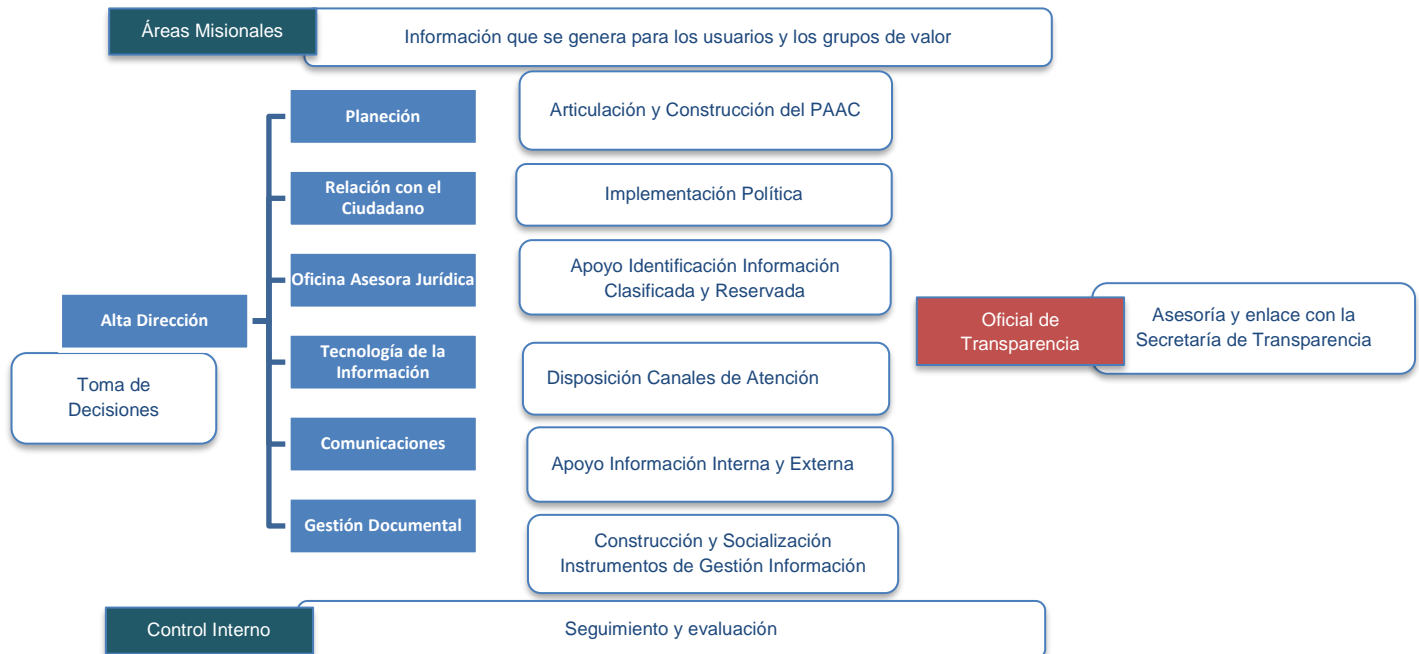 Áreas Misionales
Información que se genera para los usuarios y los grupos de valor
Planeción
Articulación y Construcción del PAAC
Relación con el
Ciudadano
Implementación Política
Oficina Asesora Jurídica
Apoyo Identificación Información
Clasificada y Reservada
Alta Dirección
Toma de
Decisiones
Oficial de
Transparencia
Asesoría y enlace con la
Secretaría de Transparencia
Tecnología de la
Información
Disposición Canales de Atención
Comunicaciones
Apoyo Información Interna y Externa
Gestión Documental
Construcción y Socialización
Instrumentos de Gestión Información
Control Interno
Seguimiento y evaluación